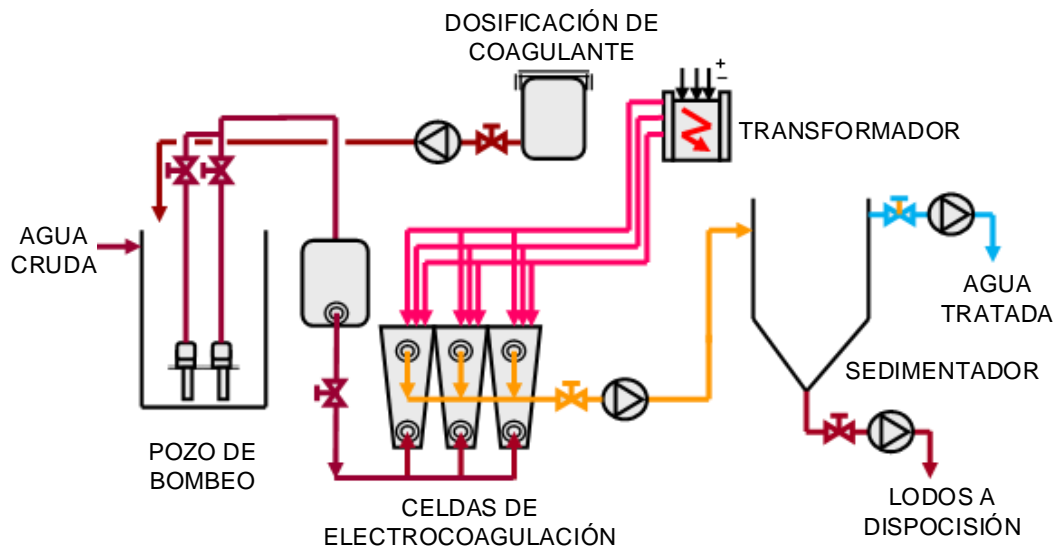 DOSIFICACIÓN DE
COAGULANTE
+
−
TRANSFORMADOR
AGUA
CRUDA
AGUA
TRATADA
SEDIMENTADOR
POZO DE
BOMBEO
CELDAS DE
ELECTROCOAGULACIÓN
LODOS A
DISPOCISIÓN